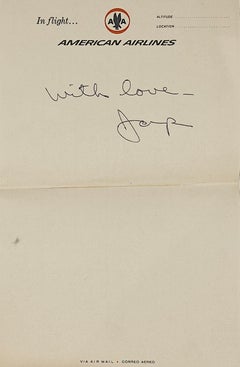 In flight...
AA
ALTITUDE
LOCATION
AMERICAN AIRLINES
With love —
VIA AIR MAIL • CORREO AEREO